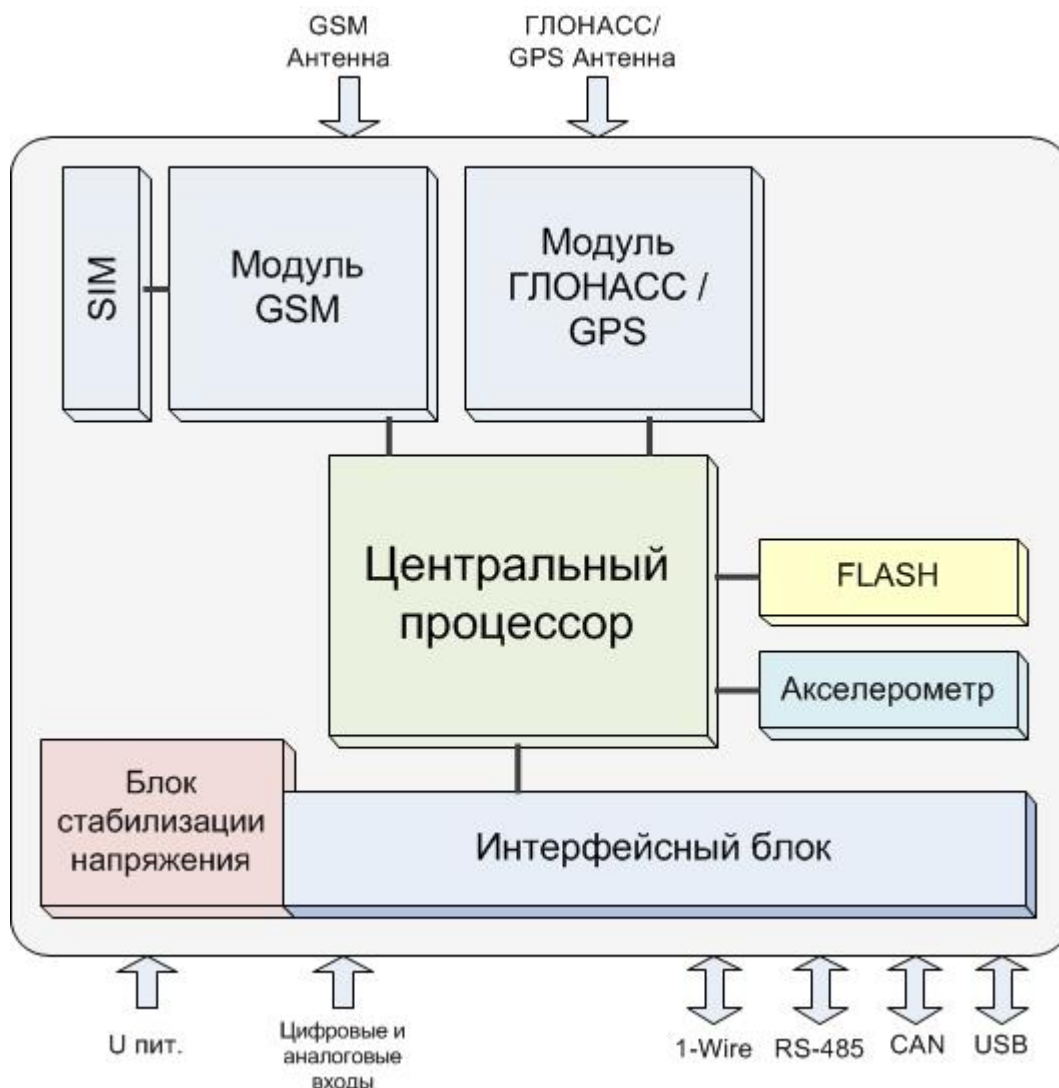 GSM
Антенна
ГЛОНАСС/
GPS Антенна
SIM
Модуль
GSM
Модуль
ГЛОНАСС /
GPS
Центральный
процессор
FLASH
Акселерометр
Блок
стабилизации
напряжения
Интерфейсный блок
U пит.
Цифровые и
аналоговые
входы
1-Wire
RS-485
CAN
USB